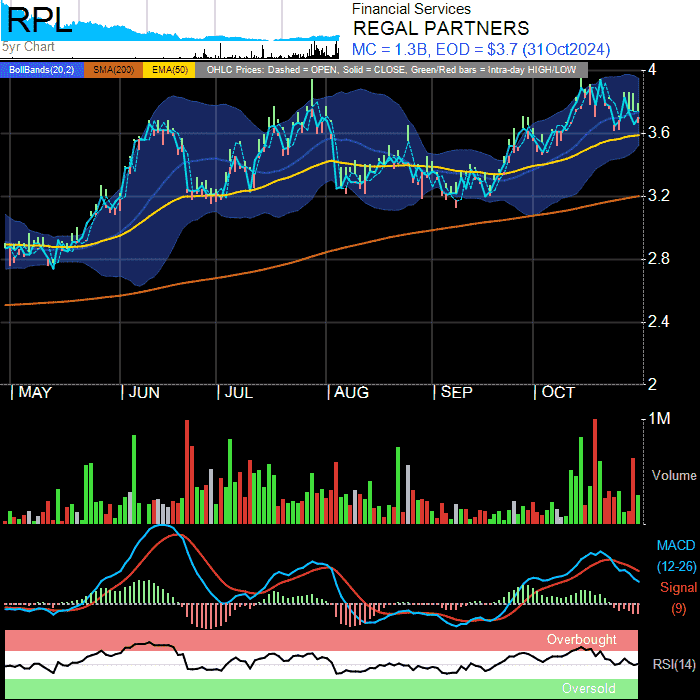 RPL
5yr Chart
Financial Services
REGAL PARTNERS
MC = 1.3B, EOD = $3.7 (31Oct2024)
BollBands(20,2) SMA(200) EMA(50) OHLC Prices: Dashed = OPEN, Solid = CLOSE, Green/Red bars = Intra-day HIGH/LOW
4
3.6
3.2
2.8
2.4
2
MAY JUN JUL AUG SEP OCT
1M
Volume
MACD
(12-26)
Signal
(9)
Overbought
RSI(14)
Oversold